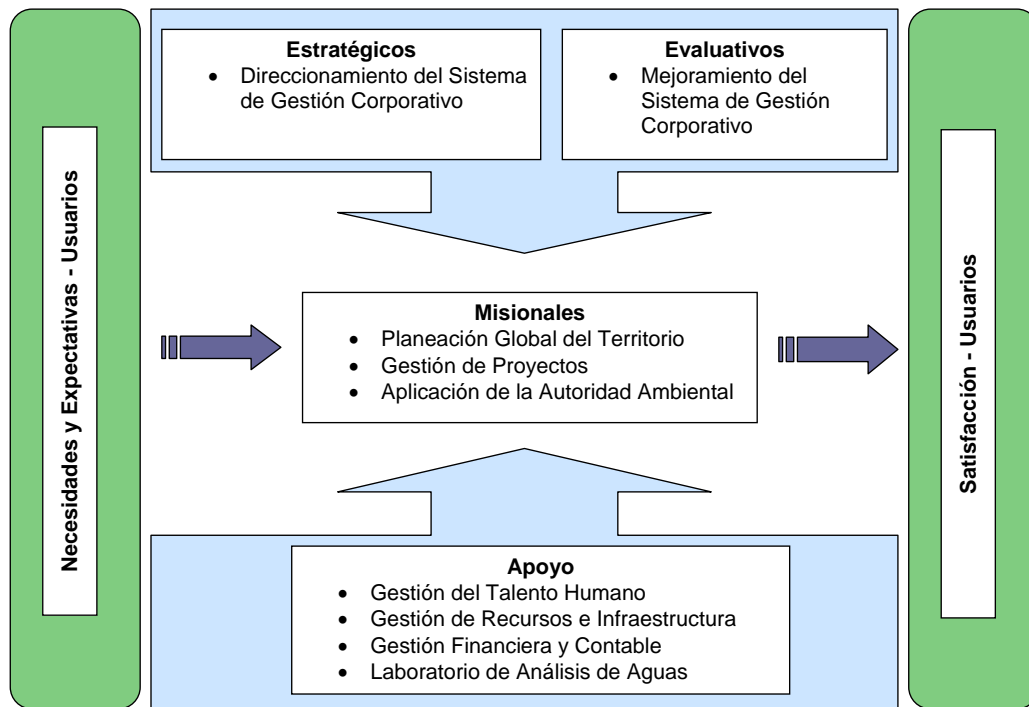 Necesidades y Expectativas - Usuarios
Estratégicos
• Direccionamiento del Sistema
de Gestión Corporativo
Evaluativos
• Mejoramiento del
Sistema de Gestión
Corporativo
Misionales
• Planeación Global del Territorio
• Gestión de Proyectos
• Aplicación de la Autoridad Ambiental
Apoyo
• Gestión del Talento Humano
• Gestión de Recursos e Infraestructura
• Gestión Financiera y Contable
• Laboratorio de Análisis de Aguas
Satisfacción - Usuarios